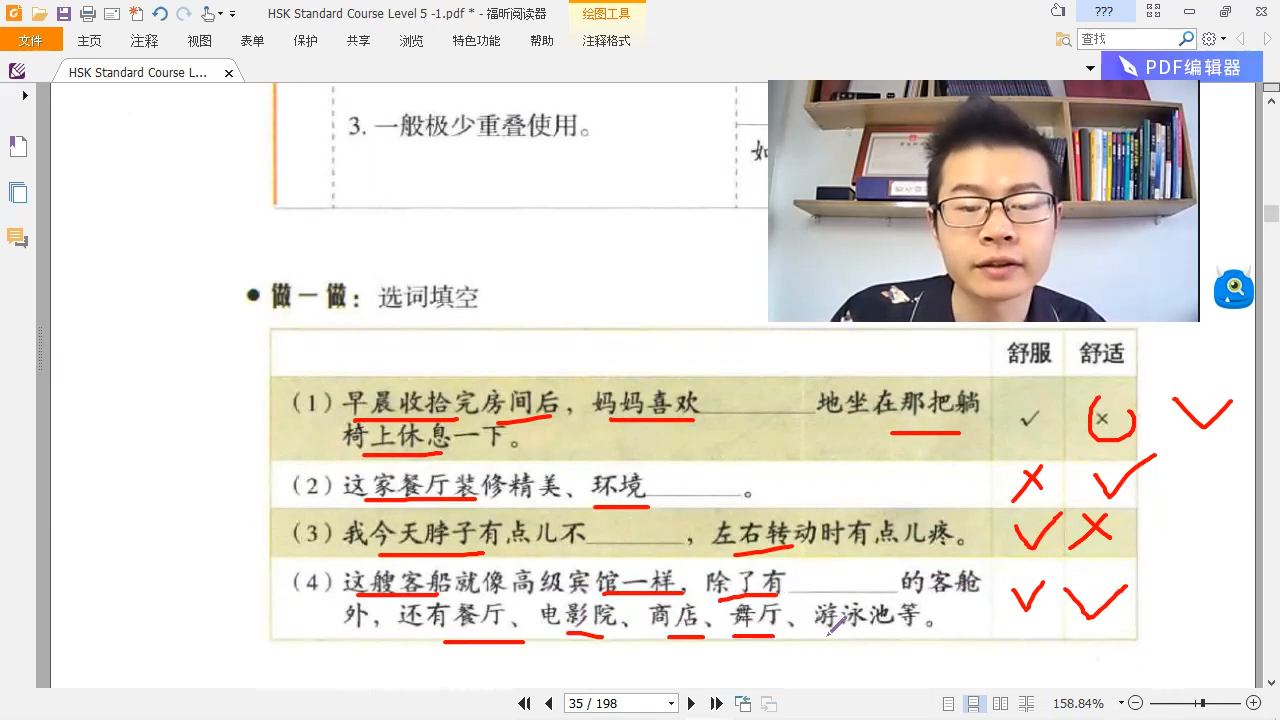 HSK Standard Course Level 5 -1.pdf * - 福昕阅读器
绘图工具
???
文件 主页 注释 视图 表单 保护 共享 浏览 特色功能 帮助 注释格式
查找
HSK Standard Course L...
PDF编辑器
3. 一般极少重叠使用。
如
● 做一做：选词填空
舒服 舒适
（1）早晨收拾完房间后，妈妈喜欢________地坐在那把躺 ✓ ×
椅上休息一下。
（2）这家餐厅装修精美、环境________。
（3）我今天脖子有点儿不________，左右转动时有点儿疼。
（4）这艘客船就像高级宾馆一样，除了有________的客舱
外，还有餐厅、电影院、商店、舞厅、游泳池等。
35 / 198
158.84%